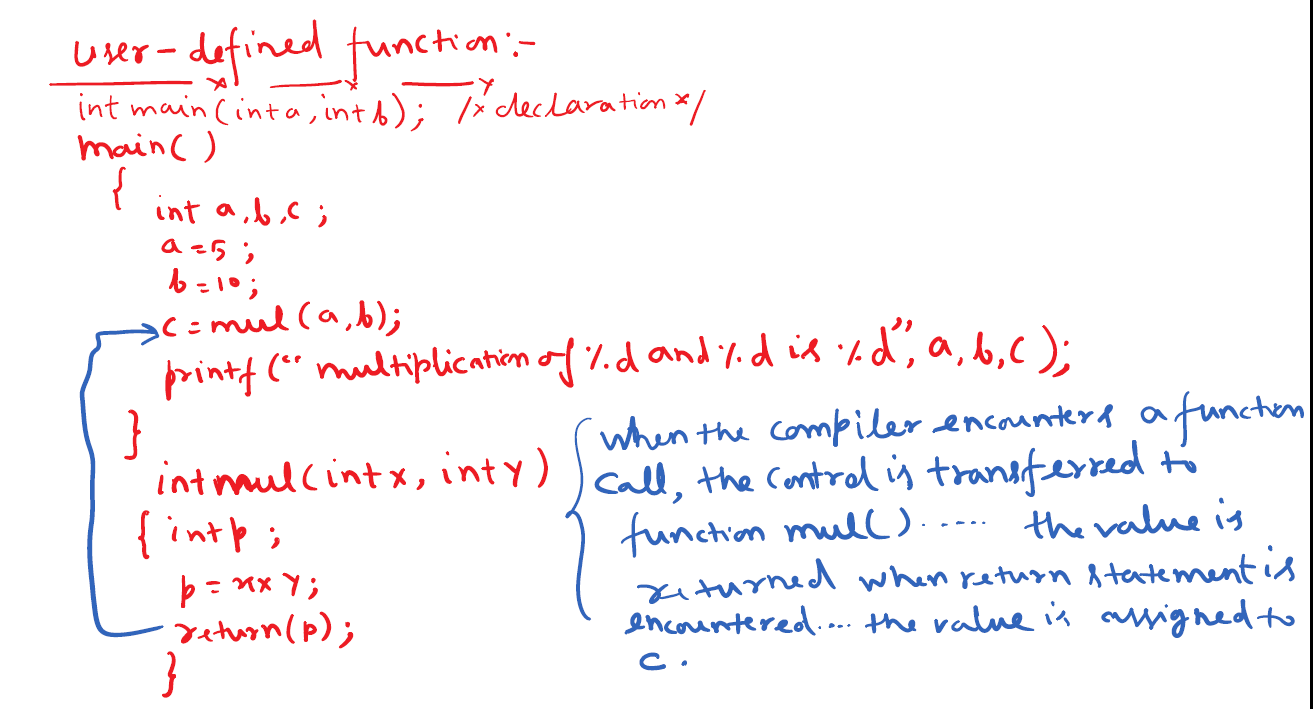 user-defined function:-
int main(int a, int b); /* declaration */
main( )
{
int a,b,c ;
a=5 ;
b=10;
c=mul(a,b);
printf("multiplication of %d and %d is %d", a,b,c);
}
int mul(int x, int y)
{ int p ;
p = x*y;
return(p);
}
when the compiler encounters a function
call, the control is transferred to
function mul( ) ..... the value is
returned when return statement is
encountered.... the value is assigned to
c.